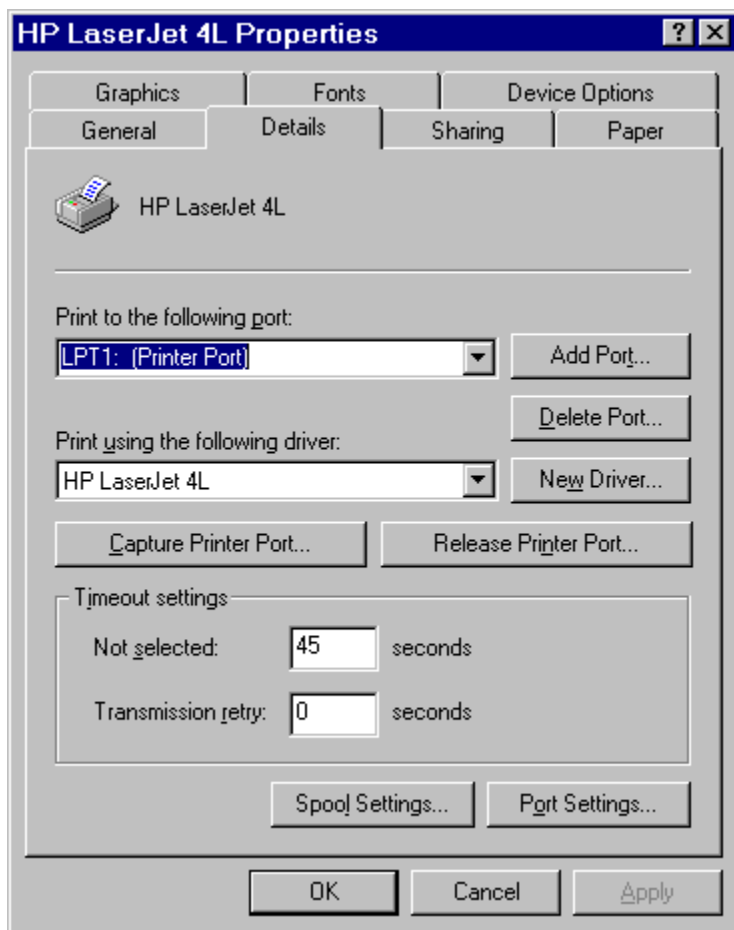 HP LaserJet 4L Properties
Graphics Fonts Device Options
General Details Sharing Paper
HP LaserJet 4L
Print to the following port:
LPT1: (Printer Port) Add Port...
Delete Port...
Print using the following driver:
HP LaserJet 4L New Driver...
Capture Printer Port... Release Printer Port...
Timeout settings
Not selected: 45 seconds
Transmission retry: 0 seconds
Spool Settings... Port Settings...
OK Cancel Apply